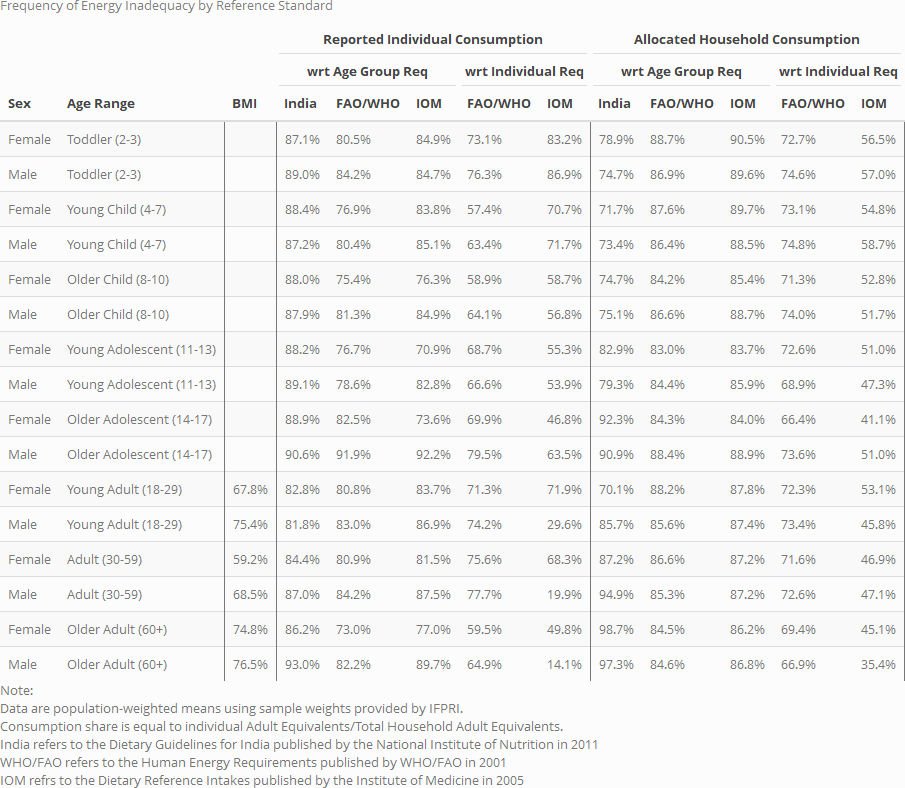 Frequency of Energy Inadequacy by Reference Standard
Reported Individual Consumption Allocated Household Consumption
wrt Age Group Req wrt Individual Req wrt Age Group Req wrt Individual Req
Sex Age Range BMI India FAO/WHO IOM FAO/WHO IOM India FAO/WHO IOM FAO/WHO IOM
Female Toddler (2-3) 87.1% 80.5% 84.9% 73.1% 83.2% 78.9% 88.7% 90.5% 72.7% 56.5%
Male Toddler (2-3) 89.0% 84.2% 84.7% 76.3% 86.9% 74.7% 86.9% 89.6% 74.6% 57.0%
Female Young Child (4-7) 88.4% 76.9% 83.8% 57.4% 70.7% 71.7% 87.6% 89.7% 73.1% 54.8%
Male Young Child (4-7) 87.2% 80.4% 85.1% 63.4% 71.7% 73.4% 86.4% 88.5% 74.8% 58.7%
Female Older Child (8-10) 88.0% 75.4% 76.3% 58.9% 58.7% 74.7% 84.2% 85.4% 71.3% 52.8%
Male Older Child (8-10) 87.9% 81.3% 84.9% 64.1% 56.8% 75.1% 86.6% 88.7% 74.0% 51.7%
Female Young Adolescent (11-13) 88.2% 76.7% 70.9% 68.7% 55.3% 82.9% 83.0% 83.7% 72.6% 51.0%
Male Young Adolescent (11-13) 89.1% 78.6% 82.8% 66.6% 53.9% 79.3% 84.4% 85.9% 68.9% 47.3%
Female Older Adolescent (14-17) 88.9% 82.5% 73.6% 69.9% 46.8% 92.3% 84.3% 84.0% 66.4% 41.1%
Male Older Adolescent (14-17) 90.6% 91.9% 92.2% 79.5% 63.5% 90.9% 88.4% 88.9% 73.6% 51.0%
Female Young Adult (18-29) 67.8% 82.8% 80.8% 83.7% 71.3% 71.9% 70.1% 88.2% 87.8% 72.3% 53.1%
Male Young Adult (18-29) 75.4% 81.8% 83.0% 86.9% 74.2% 29.6% 85.7% 85.6% 87.4% 73.4% 45.8%
Female Adult (30-59) 59.2% 84.4% 80.9% 81.5% 75.6% 68.3% 87.2% 86.6% 87.2% 71.6% 46.9%
Male Adult (30-59) 68.5% 87.0% 84.2% 87.5% 77.7% 19.9% 94.9% 85.3% 87.2% 72.6% 47.1%
Female Older Adult (60+) 74.8% 86.2% 73.0% 77.0% 59.5% 49.8% 98.7% 84.5% 86.2% 69.4% 45.1%
Male Older Adult (60+) 76.5% 93.0% 82.2% 89.7% 64.9% 14.1% 97.3% 84.6% 86.8% 66.9% 35.4%
Note:
Data are population-weighted means using sample weights provided by IFPRI.
Consumption share is equal to individual Adult Equivalents/Total Household Adult Equivalents.
India refers to the Dietary Guidelines for India published by the National Institute of Nutrition in 2011
WHO/FAO refers to the Human Energy Requirements published by WHO/FAO in 2001
IOM refrs to the Dietary Reference Intakes published by the Institute of Medicine in 2005